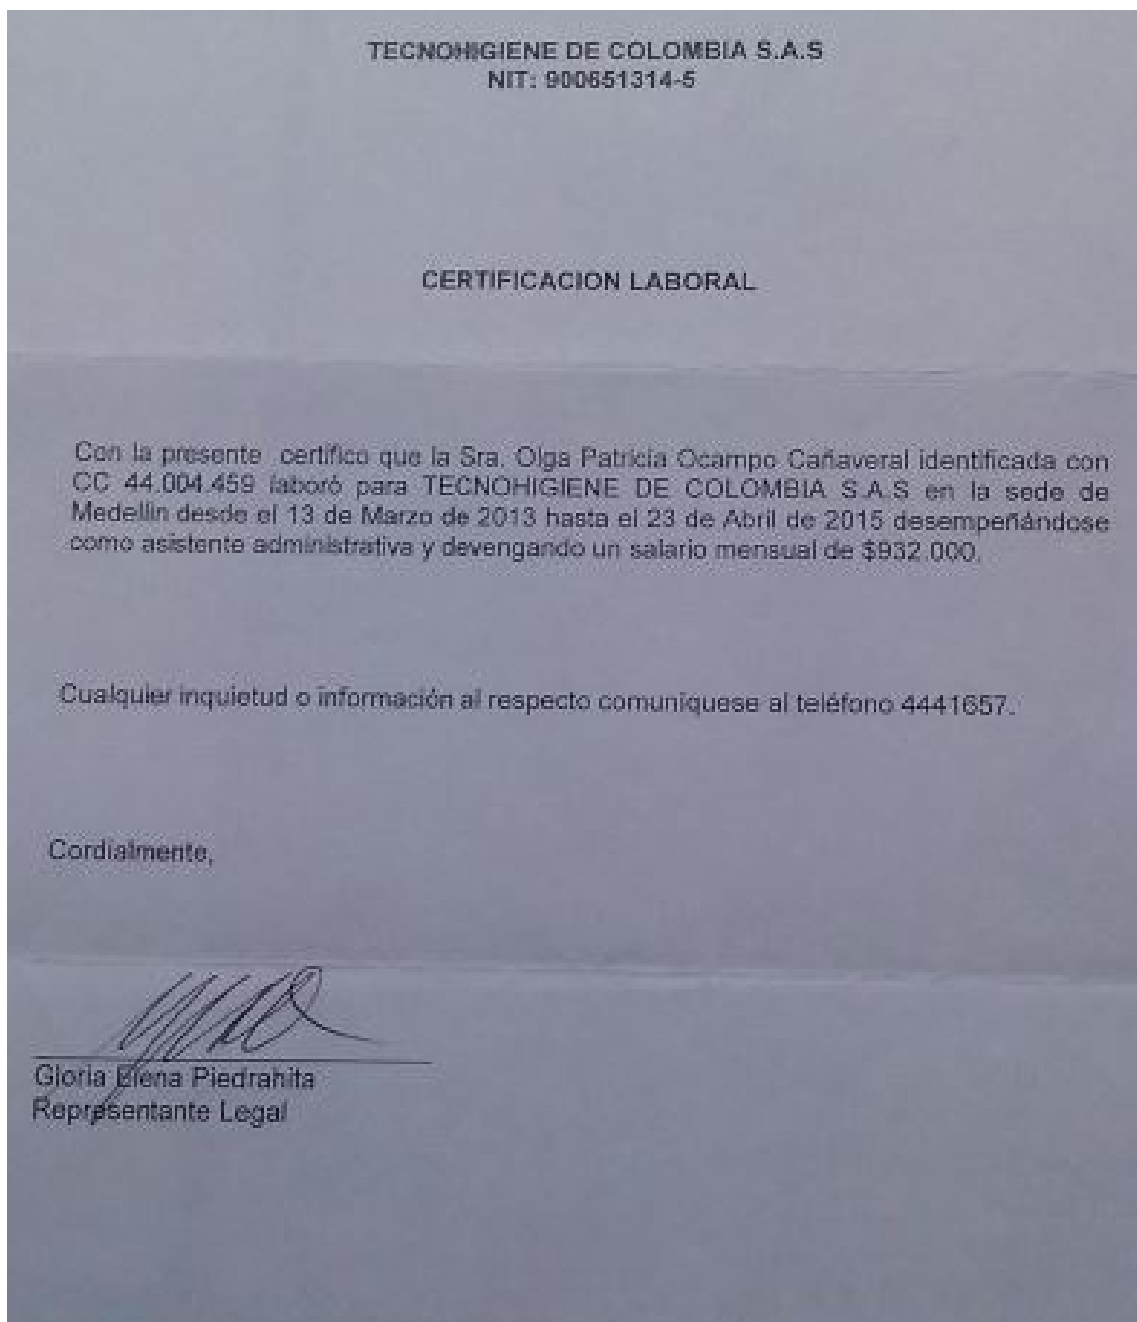 TECNOHIGIENE DE COLOMBIA S.A.S
NIT: 900651314-5
CERTIFICACION LABORAL
Con la presente certifico que la Sra. Olga Patricia Ocampo Cañaveral identificada con
CC 44.004.459 laboró para TECNOHIGIENE DE COLOMBIA S.A.S en la sede de
Medellin desde el 13 de Marzo de 2013 hasta el 23 de Abril de 2015 desempeñándose
como asistente administrativa y devengando un salario mensual de $932.000.
Cualquier inquietud o información al respecto comuniquese al teléfono 4441657.
Cordialmente,
Gloria Elena Piedrahita
Representante Legal